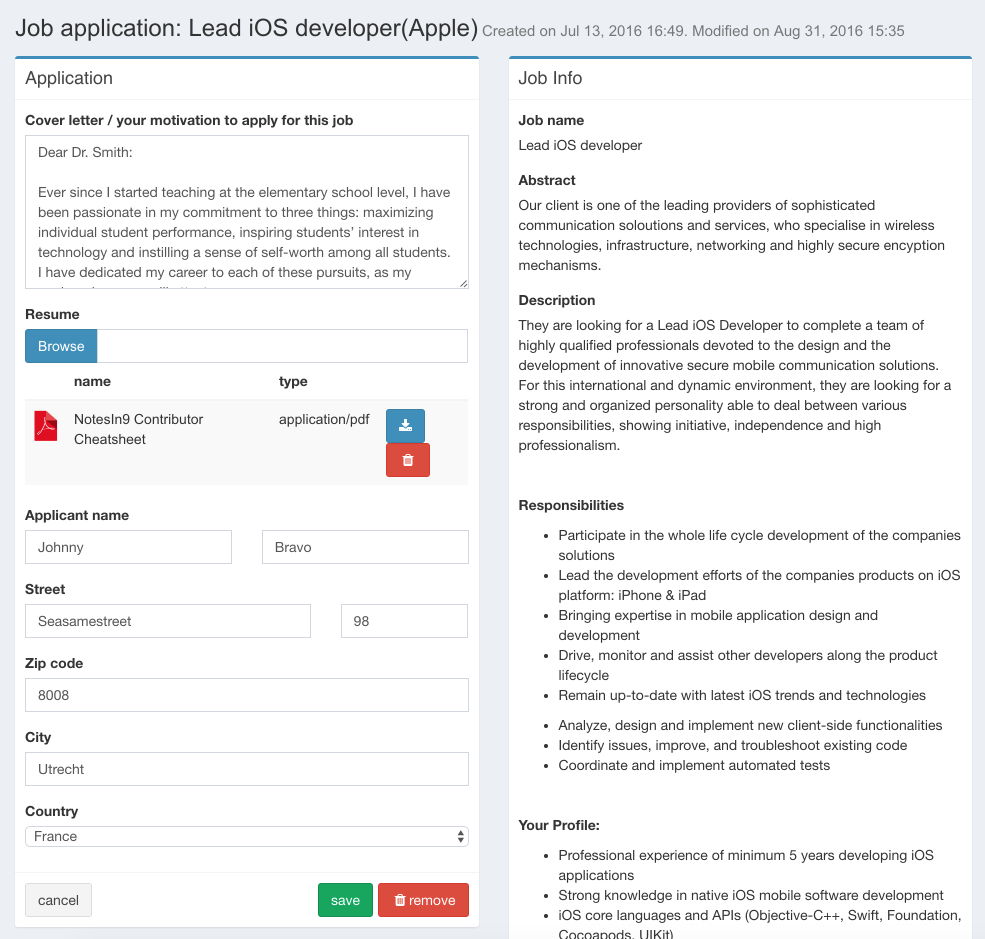 Job application: Lead iOS developer(Apple) Created on Jul 13, 2016 16:49. Modified on Aug 31, 2016 15:35
Application
Cover letter / your motivation to apply for this job
Dear Dr. Smith:
Ever since I started teaching at the elementary school level, I have
been passionate in my commitment to three things: maximizing
individual student performance, inspiring students’ interest in
technology and instilling a sense of self-worth among all students.
I have dedicated my career to each of these pursuits, as my
Resume
Browse
name type
NotesIn9 Contributor application/pdf
Cheatsheet
Applicant name
Johnny Bravo
Street
Seasamestreet 98
Zip code
8008
City
Utrecht
Country
France
cancel save remove
Job Info
Job name
Lead iOS developer
Abstract
Our client is one of the leading providers of sophisticated
communication soloutions and services, who specialise in wireless
technologies, infrastructure, networking and highly secure encyption
mechanisms.
Description
They are looking for a Lead iOS Developer to complete a team of
highly qualified professionals devoted to the design and the
development of innovative secure mobile communication solutions.
For this international and dynamic environment, they are looking for a
strong and organized personality able to deal between various
responsibilities, showing initiative, independence and high
professionalism.
Responsibilities
• Participate in the whole life cycle development of the companies
solutions
• Lead the development efforts of the companies products on iOS
platform: iPhone & iPad
• Bringing expertise in mobile application design and
development
• Drive, monitor and assist other developers along the product
lifecycle
• Remain up-to-date with latest iOS trends and technologies
• Analyze, design and implement new client-side functionalities
• Identify issues, improve, and troubleshoot existing code
• Coordinate and implement automated tests
Your Profile:
• Professional experience of minimum 5 years developing iOS
applications
• Strong knowledge in native iOS mobile software development
• iOS core languages and APIs (Objective-C++, Swift, Foundation,
Cocoapods, UIKit)